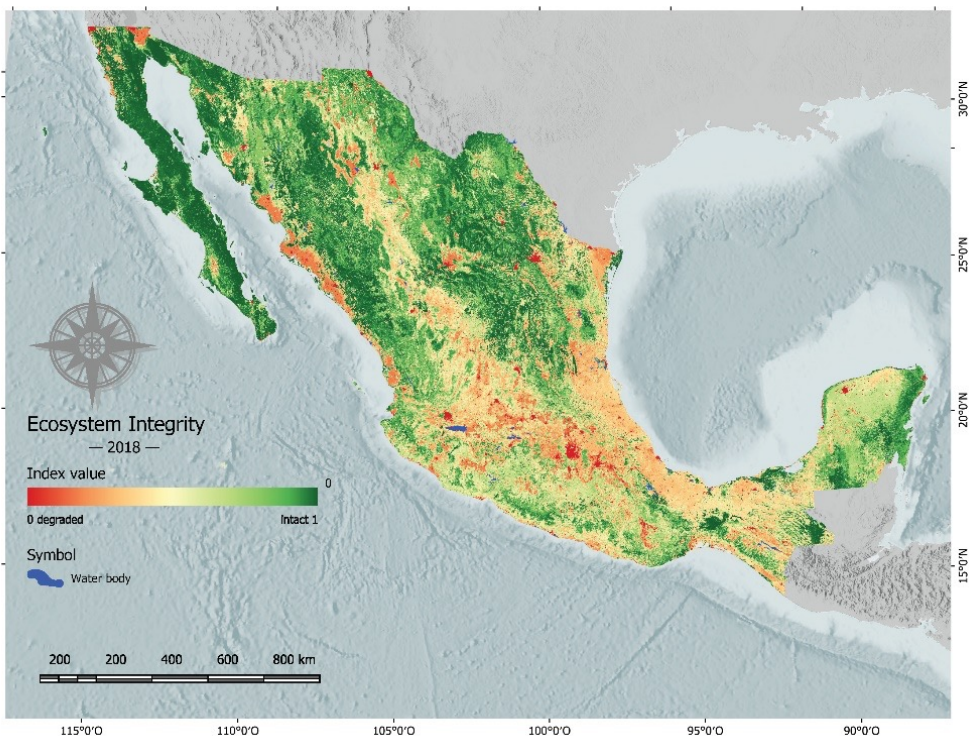 Ecosystem Integrity
— 2018 —
Index value
0
0 degraded
Intact 1
Symbol
Water body
200 200 400 600 800 km
30°0'N
25°0'N
20°0'N
15°0'N
115°0'O 110°0'O 105°0'O 100°0'O 95°0'O 90°0'O